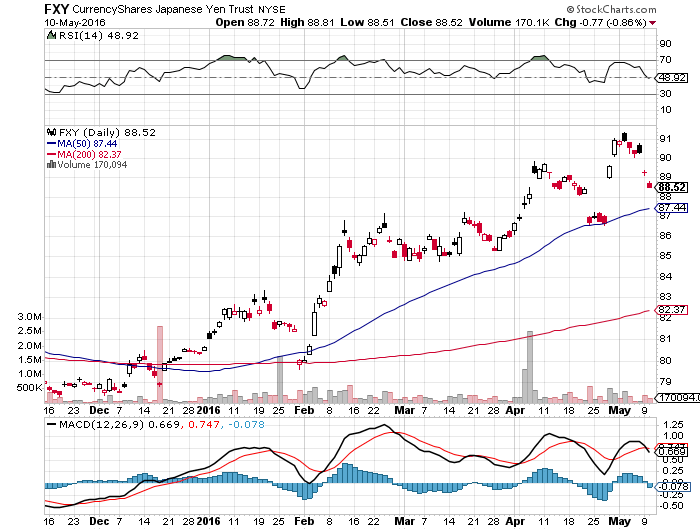 FXY CurrencyShares Japanese Yen Trust NYSE © StockCharts.com
10-May-2016 Open 88.72 High 88.81 Low 88.51 Close 88.52 Volume 170.1K Chg -0.77 (-0.86%)
RSI(14) 48.92
90
70
48.92
30
10
FXY (Daily) 88.52
MA(50) 87.44
MA(200) 82.37
Volume 170,094
91
90
89
88.52
88
87.44
87
86
85
84
83
82.37
82
81
80
79
3.0M
2.5M
2.0M
1.5M
1.0M
500K
170094.0
16 23 Dec 7 14 21 28 2016 11 19 25 Feb 8 16 22 Mar 7 14 21 28 Apr 11 18 25 May 9
MACD(12,26,9) 0.669, 0.747, -0.078
1.25
1.00
0.669
0.50
0.25
-0.078
-0.25
-0.50
16 23 Dec 7 14 21 28 2016 11 19 25 Feb 8 16 22 Mar 7 14 21 28 Apr 11 18 25 May 9